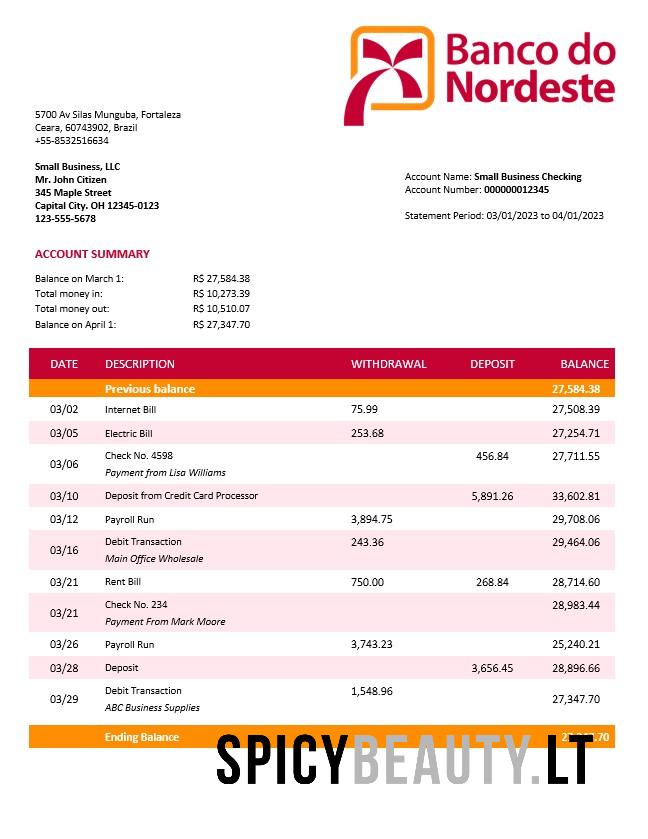 Banco do
Nordeste
5700 Av Silas Munguba, Fortaleza
Ceara, 60743902, Brazil
+55-8532516634
Small Business, LLC
Mr. John Citizen
345 Maple Street
Capital City. OH 12345-0123
123-555-5678
Account Name: Small Business Checking
Account Number: 000000012345
Statement Period: 03/01/2023 to 04/01/2023
ACCOUNT SUMMARY
Balance on March 1: R$ 27,584.38
Total money in: R$ 10,273.39
Total money out: R$ 10,510.07
Balance on April 1: R$ 27,347.70
DATE DESCRIPTION WITHDRAWAL DEPOSIT BALANCE
Previous balance 27,584.38
03/02 Internet Bill 75.99 27,508.39
03/05 Electric Bill 253.68 27,254.71
03/06 Check No. 4598 456.84 27,711.55
Payment from Lisa Williams
03/10 Deposit from Credit Card Processor 5,891.26 33,602.81
03/12 Payroll Run 3,894.75 29,708.06
03/16 Debit Transaction 243.36 29,464.06
Main Office Wholesale
03/21 Rent Bill 750.00 268.84 28,714.60
03/21 Check No. 234 28,983.44
Payment From Mark Moore
03/26 Payroll Run 3,743.23 25,240.21
03/28 Deposit 3,656.45 28,896.66
03/29 Debit Transaction 1,548.96 27,347.70
ABC Business Supplies
Ending Balance
SPICYBEAUTY.LT